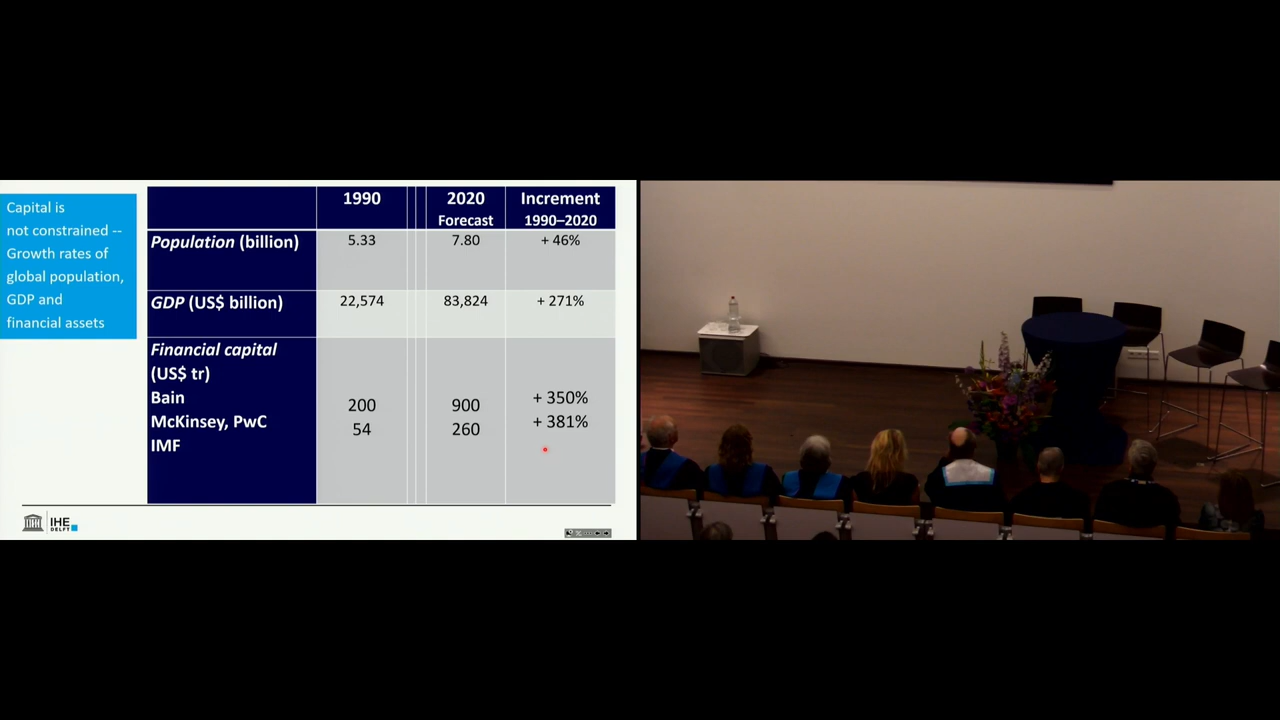 Capital is
not constrained --
Growth rates of
global population,
GDP and
financial assets
1990 2020 Increment
Forecast 1990–2020
Population (billion) 5.33 7.80 + 46%
GDP (US$ billion) 22,574 83,824 + 271%
Financial capital
(US$ tr)
Bain 200 900 + 350%
McKinsey, PwC 54 260 + 381%
IMF
IHE
DELFT